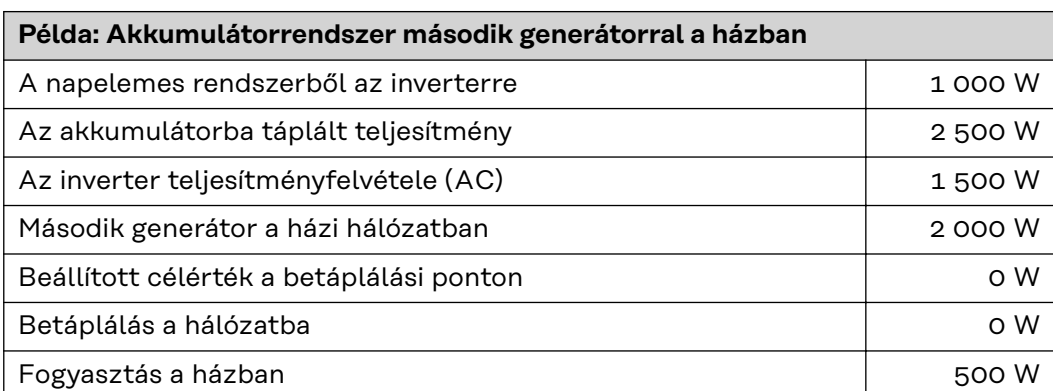 Példa: Akkumulátorrendszer második generátorral a házban
A napelemes rendszerből az inverterre 1 000 W
Az akkumulátorba táplált teljesítmény 2 500 W
Az inverter teljesítményfelvétele (AC) 1 500 W
Második generátor a házi hálózatban 2 000 W
Beállított célérték a betáplálási ponton 0 W
Betáplálás a hálózatba 0 W
Fogyasztás a házban 500 W